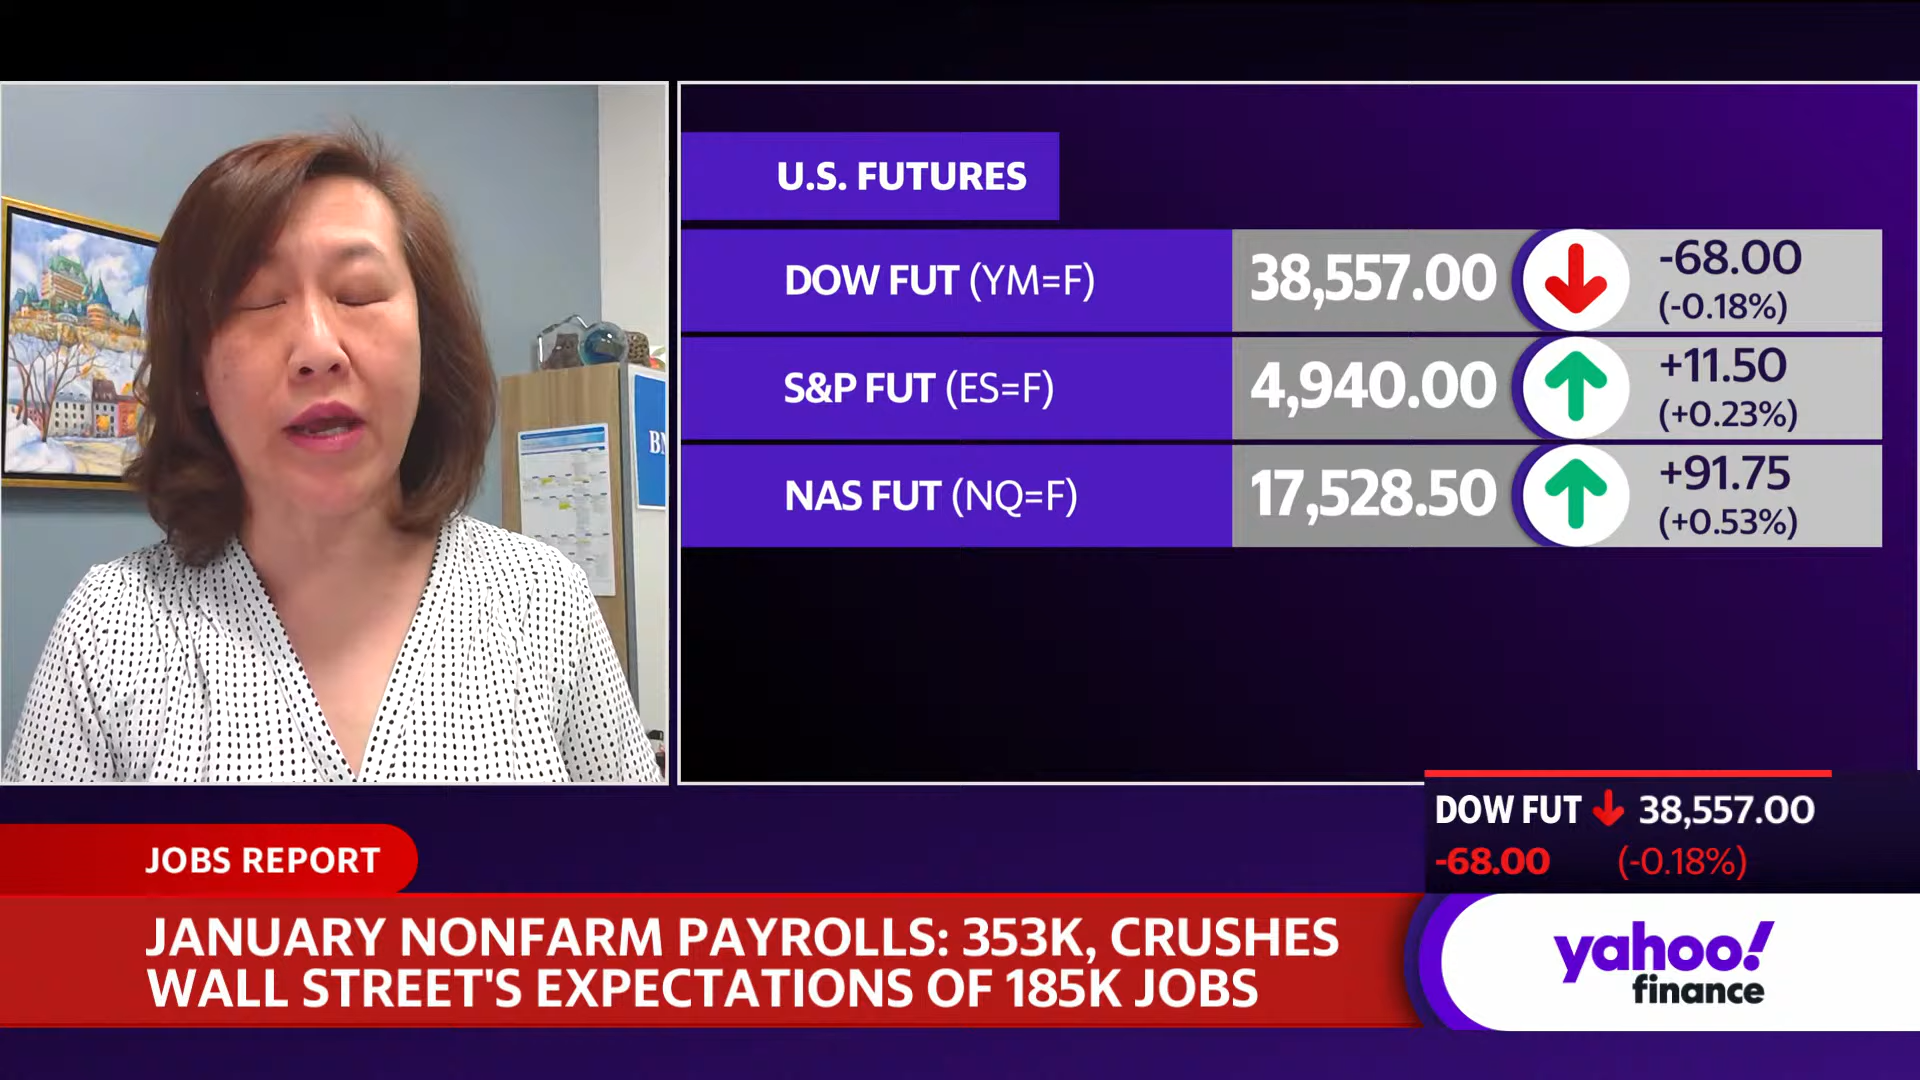 U.S. FUTURES
DOW FUT (YM=F) 38,557.00 -68.00 (-0.18%)
S&P FUT (ES=F) 4,940.00 +11.50 (+0.23%)
NAS FUT (NQ=F) 17,528.50 +91.75 (+0.53%)
DOW FUT 38,557.00
-68.00 (-0.18%)
JOBS REPORT
JANUARY NONFARM PAYROLLS: 353K, CRUSHES
WALL STREET'S EXPECTATIONS OF 185K JOBS
yahoo!
finance